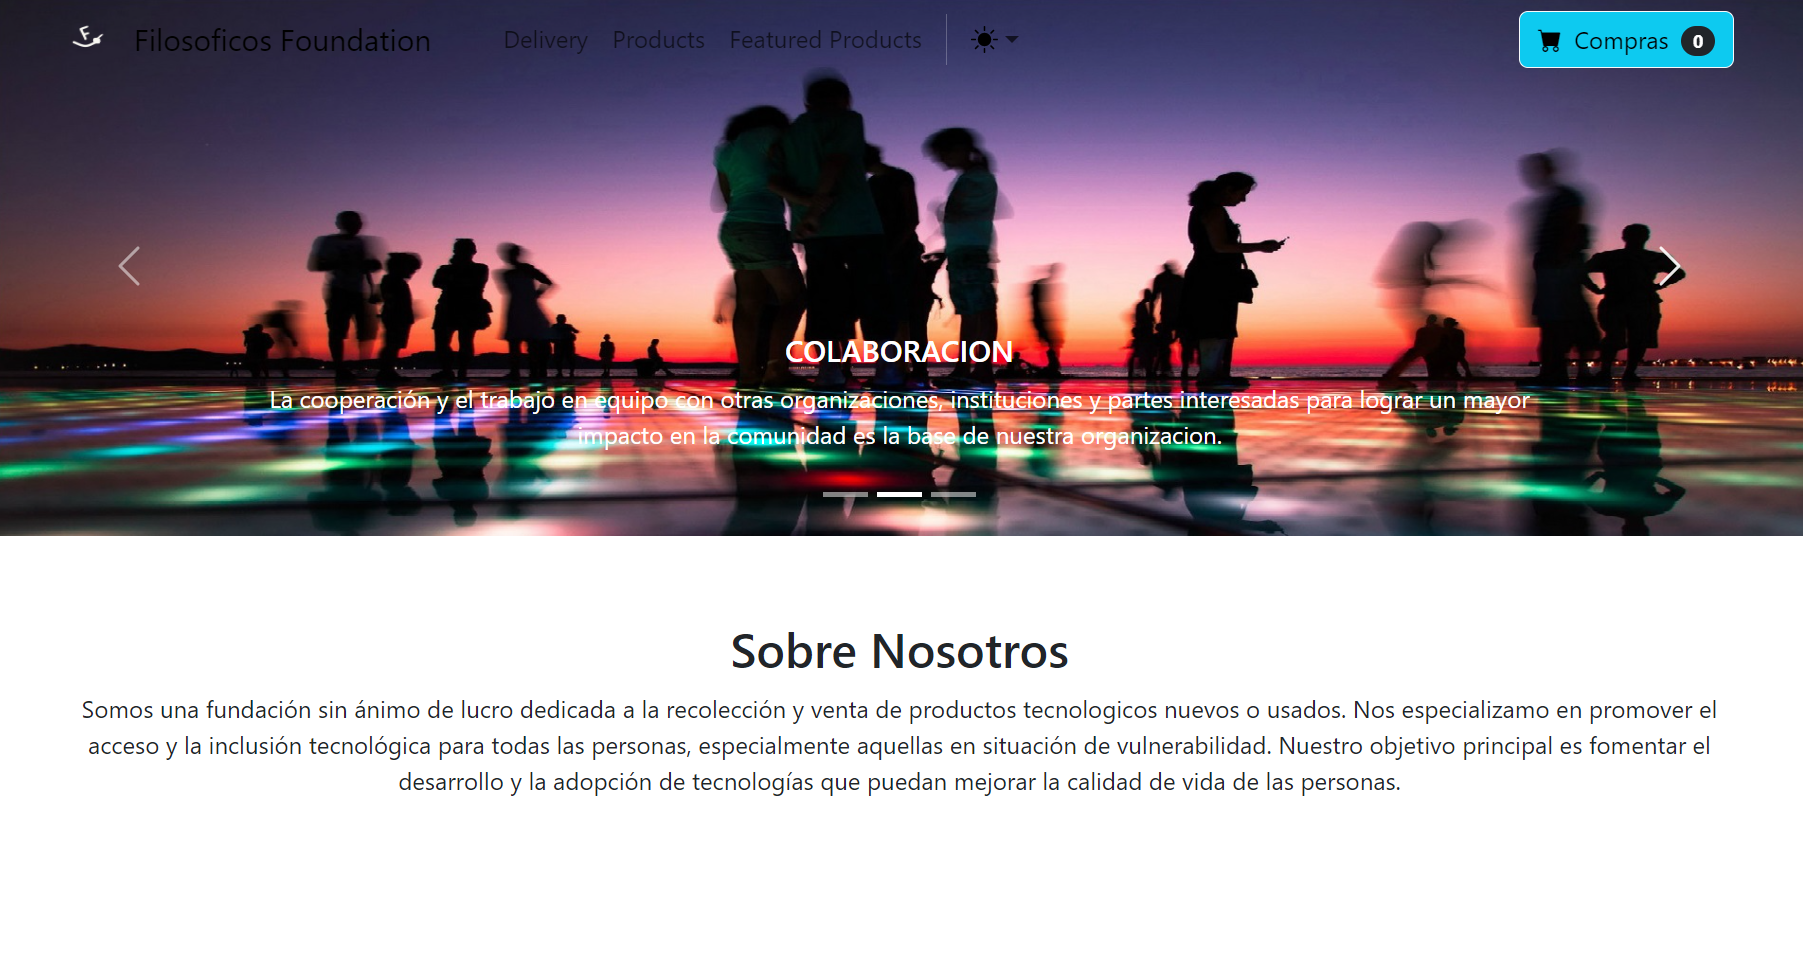 Filosoficos Foundation
Delivery Products Featured Products
Compras 0
COLABORACION
La cooperación y el trabajo en equipo con otras organizaciones, instituciones y partes interesadas para lograr un mayor
impacto en la comunidad es la base de nuestra organizacion.
Sobre Nosotros
Somos una fundación sin ánimo de lucro dedicada a la recolección y venta de productos tecnologicos nuevos o usados. Nos especializamo en promover el
acceso y la inclusión tecnológica para todas las personas, especialmente aquellas en situación de vulnerabilidad. Nuestro objetivo principal es fomentar el
desarrollo y la adopción de tecnologías que puedan mejorar la calidad de vida de las personas.